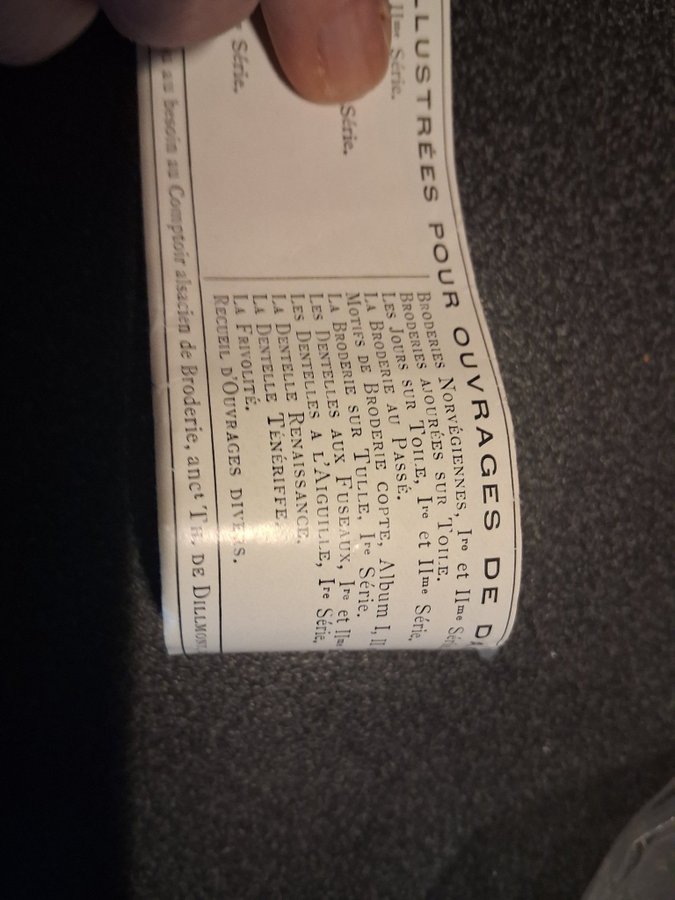 LLUSTRÉES POUR OUVRAGES DE
IIme Série.
Série.
Série.
BRODERIES NORVÉGIENNES, Ire et IIme
BRODERIES AJOURÉES SUR TOILE.
LES JOURS SUR TOILE, Ire et IIme Série.
LA BRODERIE AU PASSÉ.
MOTIFS DE BRODERIE COPTE, Album I,
LA BRODERIE SUR TULLE, Ire Série.
LES DENTELLES AUX FUSEAUX, Ire et IIme
LES DENTELLES A L'AIGUILLE, Ire Série.
LA DENTELLE RENAISSANCE.
LA DENTELLE TÉNÉRIFFE.
LA FRIVOLITÉ.
RECUEIL D'OUVRAGES DIVERS.
au besoin au Comptoir alsacien de Broderie, anct TH. DE DILLMONT,